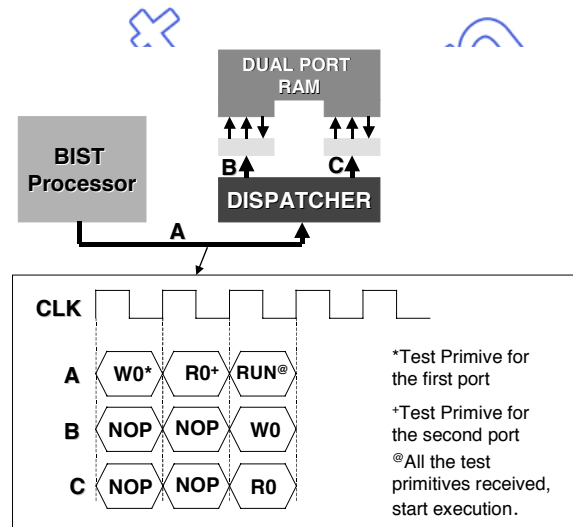 DUAL PORT
RAM
BIST
Processor
B
C
DISPATCHER
A
CLK
A
W0*
R0+
RUN@
*Test Primive for
the first port
B
NOP
NOP
W0
+Test Primive for
the second port
C
NOP
NOP
R0
@All the test
primitives received,
start execution.